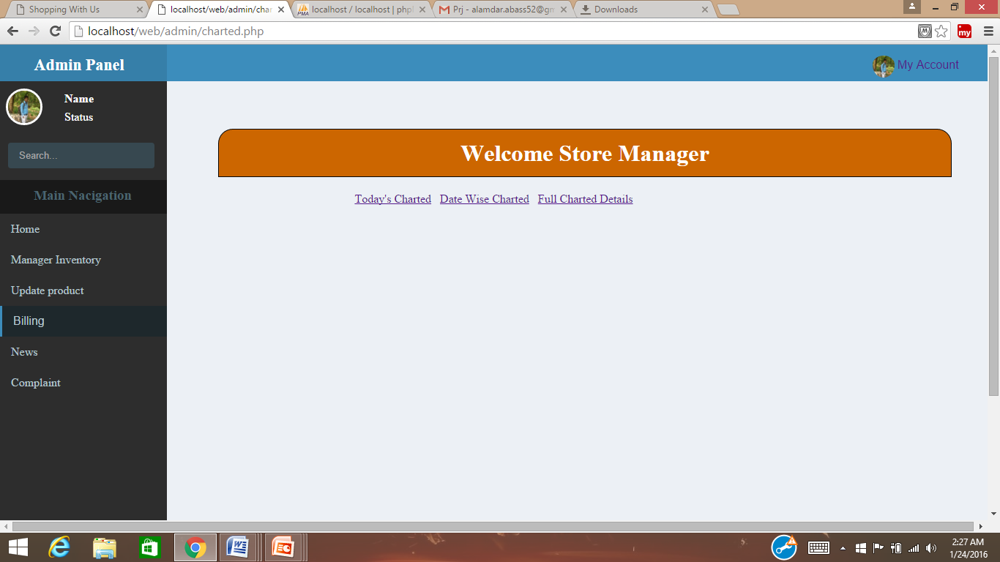 Shopping With Us
localhost/web/admin/char
localhost / localhost | php
Prj - alamdar.abass52@gm
Downloads
localhost/web/admin/charted.php
my
PMA
Admin Panel
My Account
Name
Status
Search...
Welcome Store Manager
Main Nacigation
Today's Charted Date Wise Charted Full Charted Details
Home
Manager Inventory
Update product
Billing
News
Complaint
2:27 AM
1/24/2016